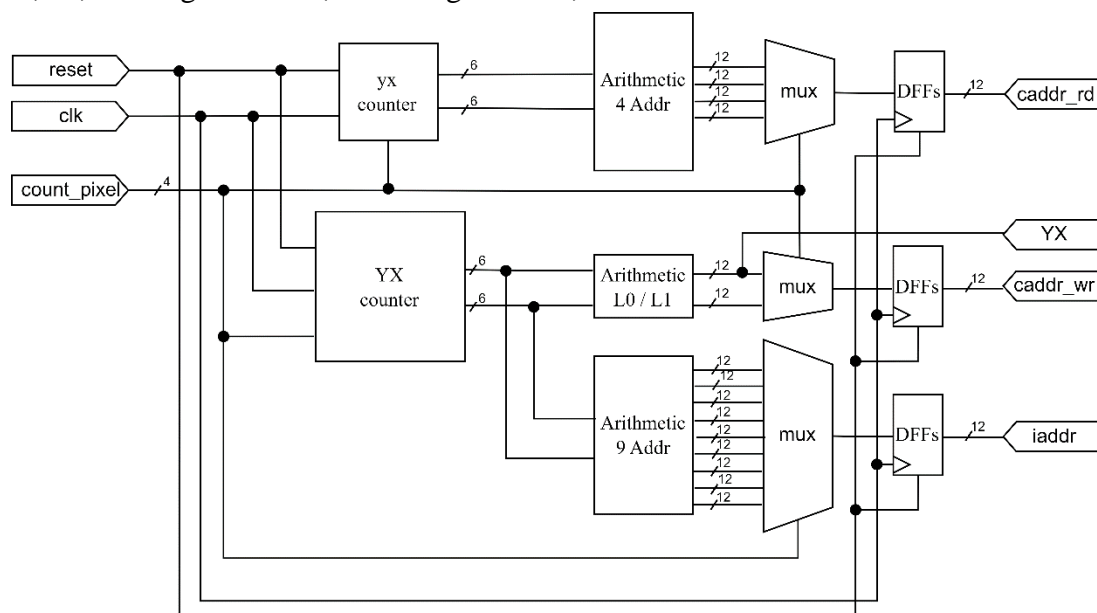 reset
clk
count_pixel
4
yx
counter
6
6
Arithmetic
4 Addr
12
12
12
12
mux
DFFs
12
caddr_rd
YX
counter
6
6
Arithmetic
L0 / L1
12
12
mux
YX
DFFs
12
caddr_wr
Arithmetic
9 Addr
12
12
12
12
12
12
12
12
12
mux
DFFs
12
iaddr